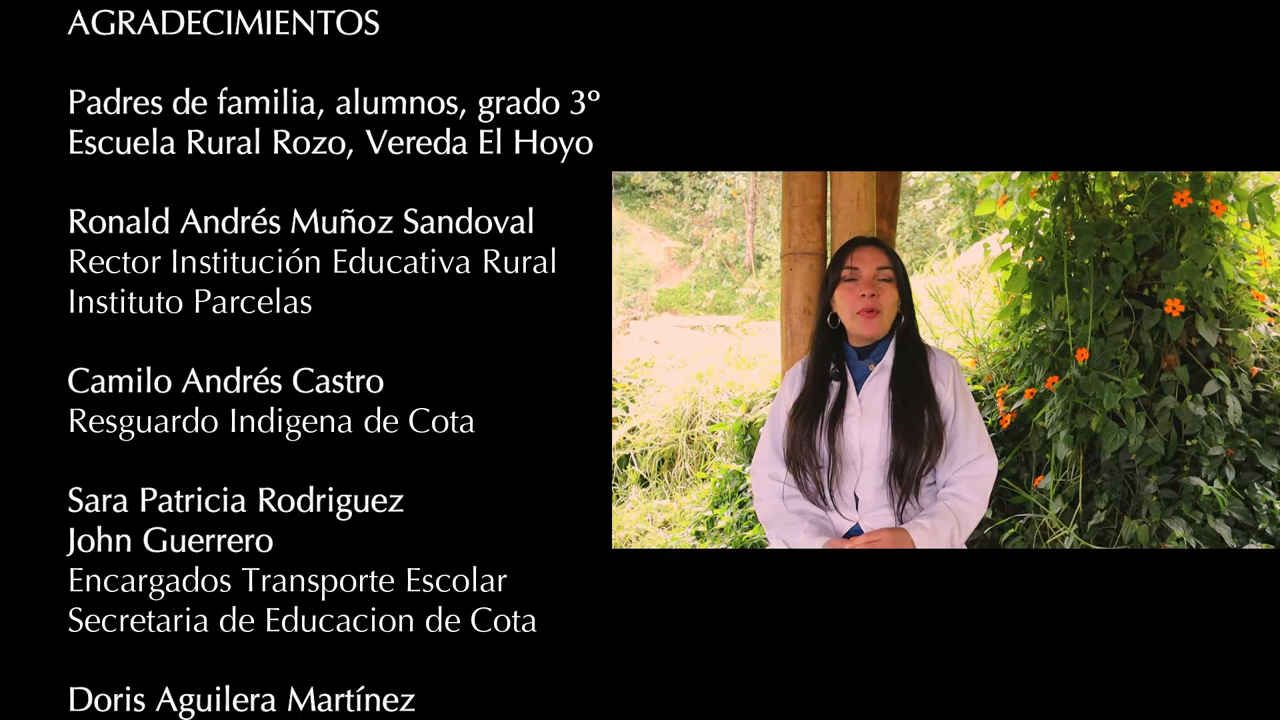 AGRADECIMIENTOS
Padres de familia, alumnos, grado 3º
Escuela Rural Rozo, Vereda El Hoyo
Ronald Andrés Muñoz Sandoval
Rector Institución Educativa Rural
Instituto Parcelas
Camilo Andrés Castro
Resguardo Indigena de Cota
Sara Patricia Rodriguez
John Guerrero
Encargados Transporte Escolar
Secretaria de Educacion de Cota
Doris Aguilera Martínez